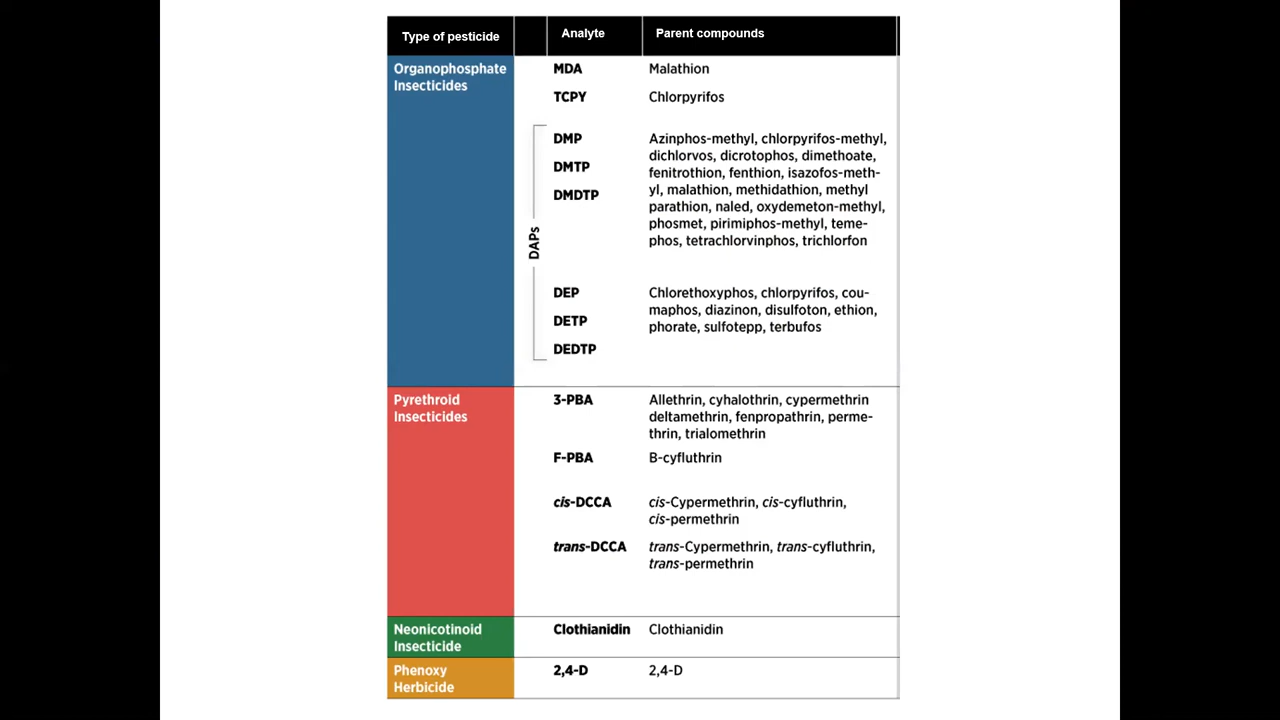 Type of pesticide Analyte Parent compounds
Organophosphate
Insecticides
MDA Malathion
TCPY Chlorpyrifos
DAPs
DMP
DMTP
DMDTP
Azinphos-methyl, chlorpyrifos-methyl,
dichlorvos, dicrotophos, dimethoate,
fenitrothion, fenthion, isazofos-meth-
yl, malathion, methidathion, methyl
parathion, naled, oxydemeton-methyl,
phosmet, pirimiphos-methyl, teme-
phos, tetrachlorvinphos, trichlorfon
DEP
DETP
DEDTP
Chlorethoxyphos, chlorpyrifos, cou-
maphos, diazinon, disulfoton, ethion,
phorate, sulfotepp, terbufos
Pyrethroid
Insecticides
3-PBA
Allethrin, cyhalothrin, cypermethrin
deltamethrin, fenpropathrin, perme-
thrin, trialomethrin
F-PBA B-cyfluthrin
cis-DCCA
cis-Cypermethrin, cis-cyfluthrin,
cis-permethrin
trans-DCCA
trans-Cypermethrin, trans-cyfluthrin,
trans-permethrin
Neonicotinoid
Insecticide
Clothianidin Clothianidin
Phenoxy
Herbicide
2,4-D 2,4-D